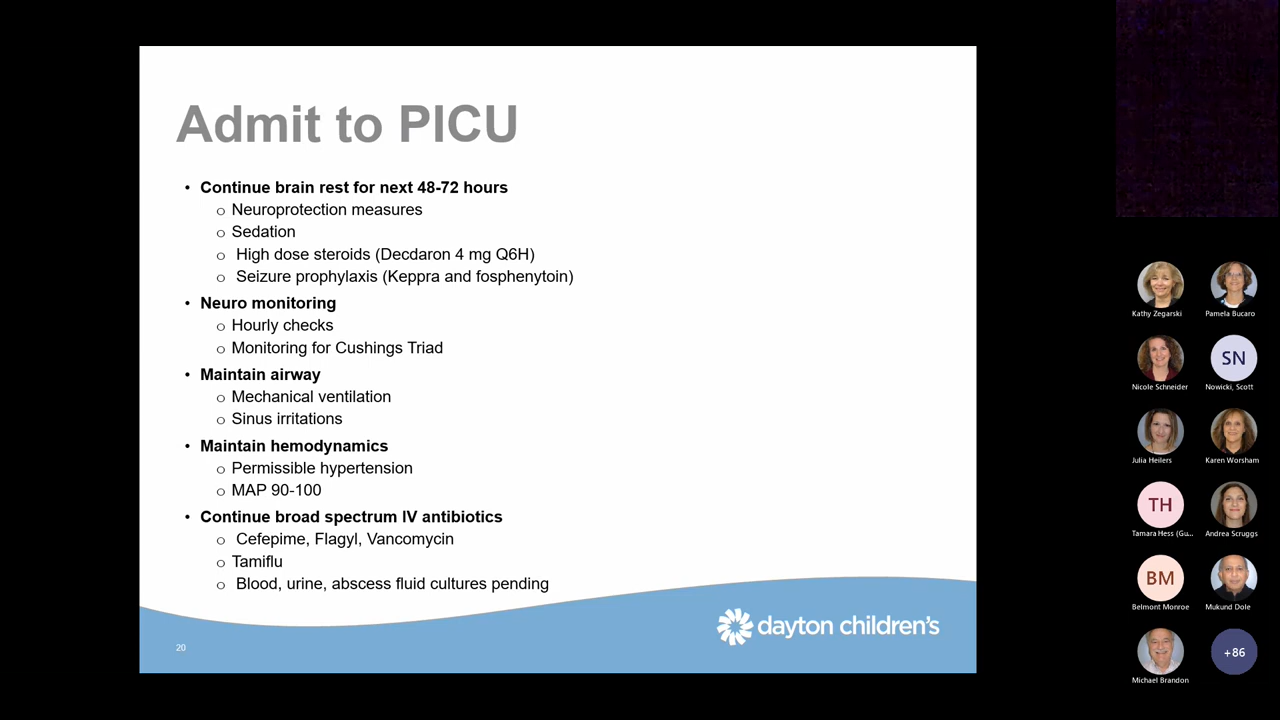 Admit to PICU
• Continue brain rest for next 48-72 hours
o Neuroprotection measures
o Sedation
o High dose steroids (Decdaron 4 mg Q6H)
o Seizure prophylaxis (Keppra and fosphenytoin)
• Neuro monitoring
o Hourly checks
o Monitoring for Cushings Triad
• Maintain airway
o Mechanical ventilation
o Sinus irritations
• Maintain hemodynamics
o Permissible hypertension
o MAP 90-100
• Continue broad spectrum IV antibiotics
o Cefepime, Flagyl, Vancomycin
o Tamiflu
o Blood, urine, abscess fluid cultures pending
20
dayton children's
Kathy Zegarski
Pamela Bucaro
Nicole Schneider
SN
Nowicki, Scott
Julia Heilers
Karen Worsham
TH
Tamara Hess (Gu...
Andrea Scruggs
BM
Belmont Monroe
Mukund Dole
Michael Brandon
+86